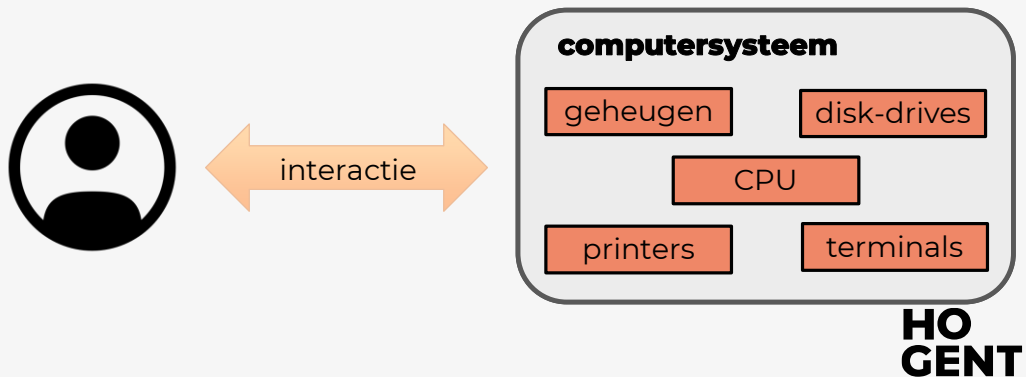 computersysteem
geheugen
disk-drives
interactie
CPU
printers
terminals
HO
GENT